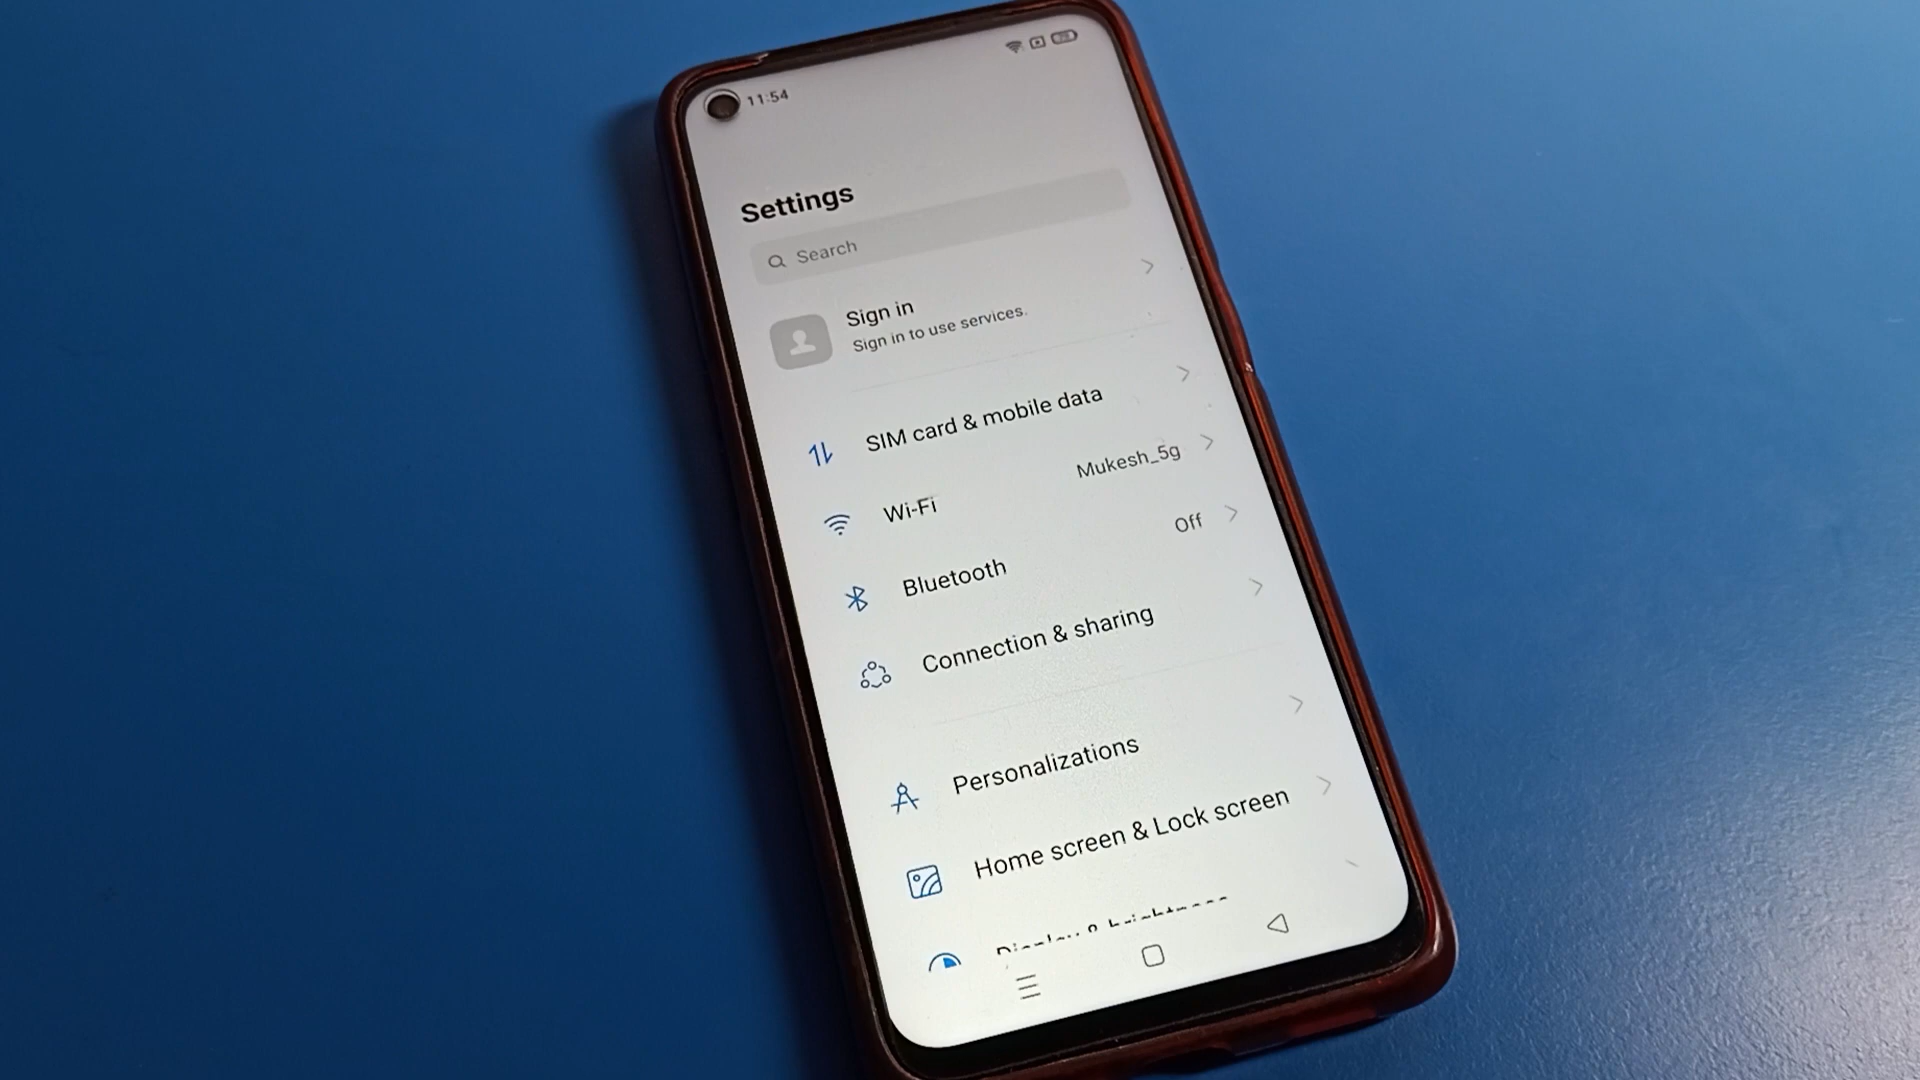 11:54
Settings
Search
Sign in
Sign in to use services.
SIM card & mobile data
Wi-Fi Mukesh_5g
Bluetooth Off
Connection & sharing
Personalizations
Home screen & Lock screen